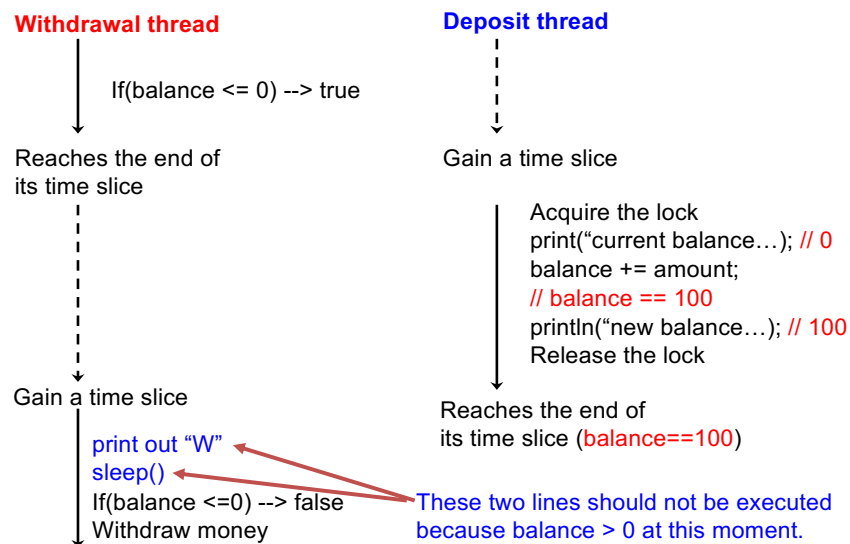 Withdrawal thread
If(balance <= 0) --> true
Reaches the end of
its time slice
Gain a time slice
print out “W”
sleep()
If(balance <=0) --> false
Withdraw money
Deposit thread
Gain a time slice
Acquire the lock
print(“current balance…); // 0
balance += amount;
// balance == 100
println(“new balance…); // 100
Release the lock
Reaches the end of
its time slice (balance==100)
These two lines should not be executed
because balance > 0 at this moment.